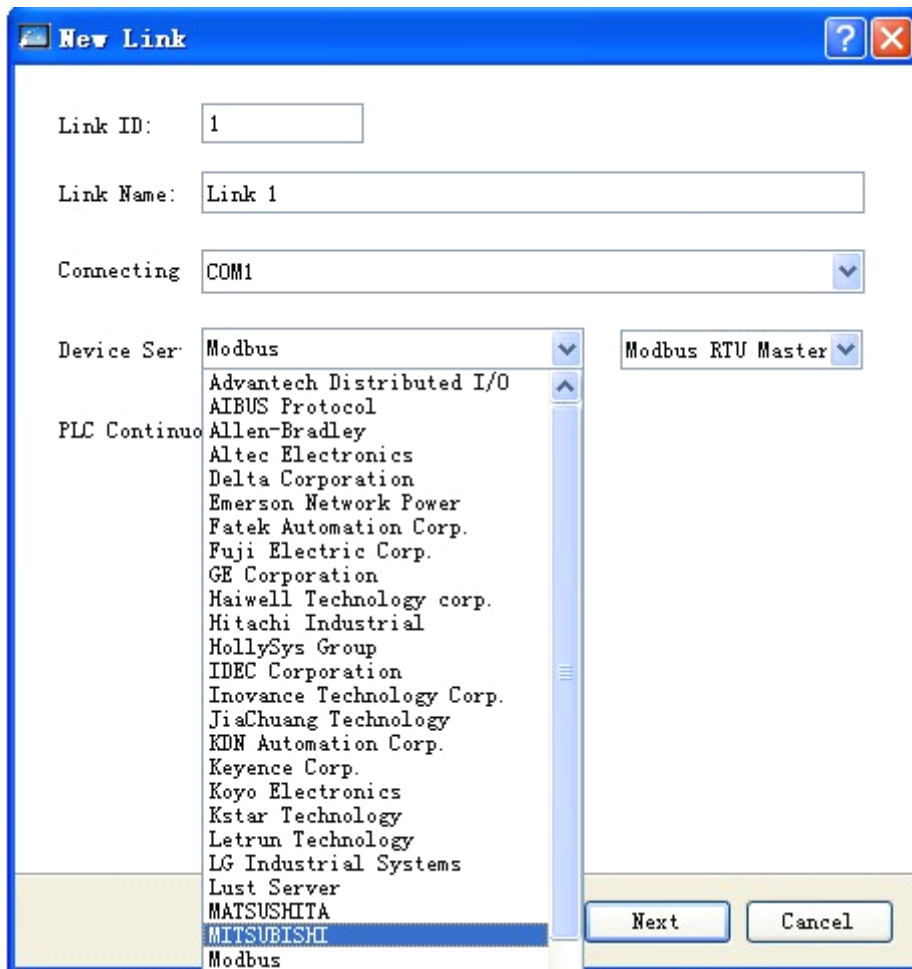 New Link
Link ID: 1
Link Name: Link 1
Connecting COM1
Device Ser Modbus Modbus RTU Master
Advantech Distributed I/O
AIBUS Protocol
PLC Continuo Allen-Bradley
Altec Electronics
Delta Corporation
Emerson Network Power
Fatek Automation Corp.
Fuji Electric Corp.
GE Corporation
Haiwell Technology corp.
Hitachi Industrial
HollySys Group
IDEC Corporation
Inovance Technology Corp.
JiaChuang Technology
KDN Automation Corp.
Keyence Corp.
Koyo Electronics
Kstar Technology
Letrun Technology
LG Industrial Systems
Lust Server
MATSUSHITA
MITSUBISHI
Modbus
Next Cancel